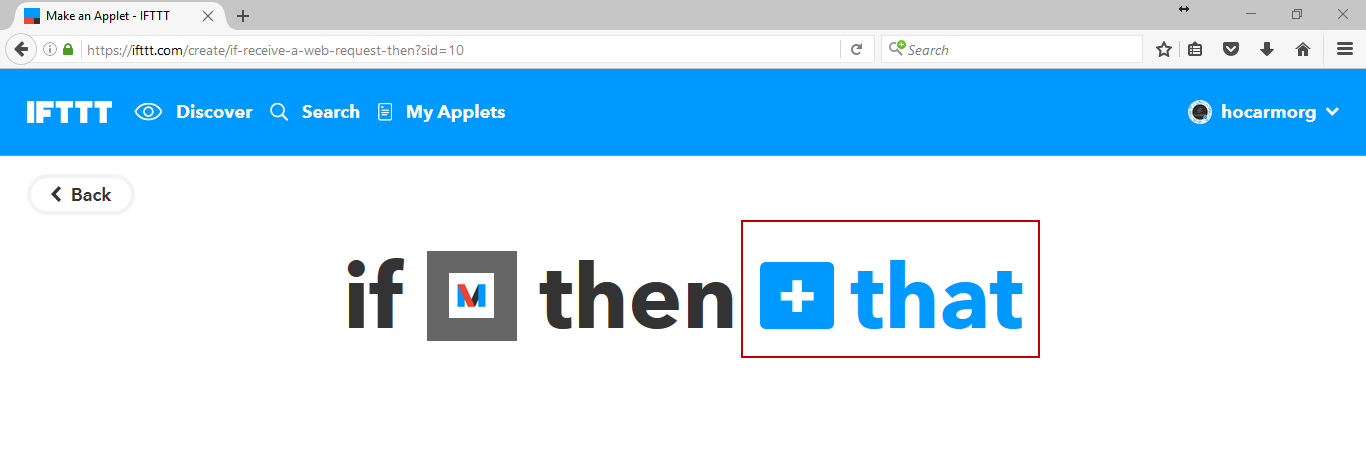 Make an Applet - IFTTT
https://ifttt.com/create/if-receive-a-web-request-then?sid=10
Search
IFTTT Discover Search My Applets hocarmorg
Back
if M then + that